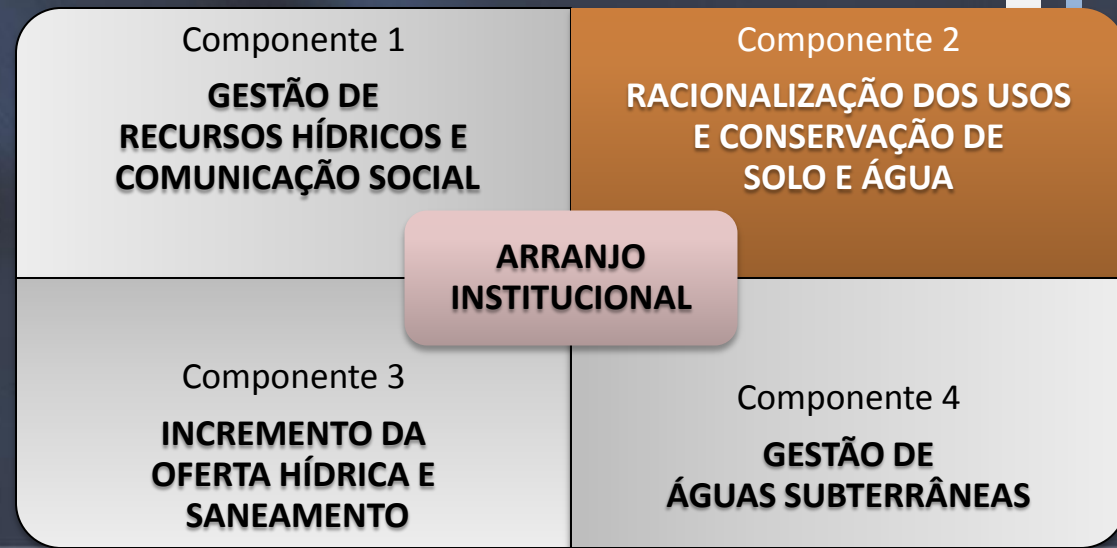 Componente 1
GESTÃO DE
RECURSOS HÍDRICOS E
COMUNICAÇÃO SOCIAL
Componente 2
RACIONALIZAÇÃO DOS USOS
E CONSERVAÇÃO DE
SOLO E ÁGUA
ARRANJO
INSTITUCIONAL
Componente 3
INCREMENTO DA
OFERTA HÍDRICA E
SANEAMENTO
Componente 4
GESTÃO DE
ÁGUAS SUBTERRÂNEAS